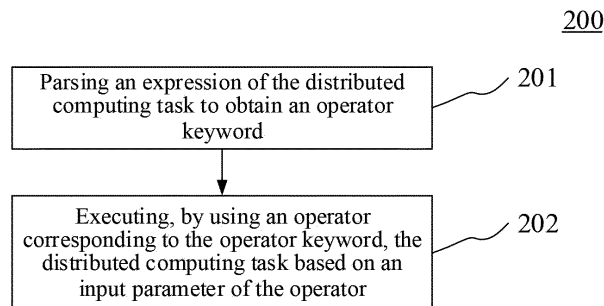 200
Parsing an expression of the distributed
computing task to obtain an operator
keyword
201
Executing, by using an operator
corresponding to the operator keyword, the
distributed computing task based on an
input parameter of the operator
202